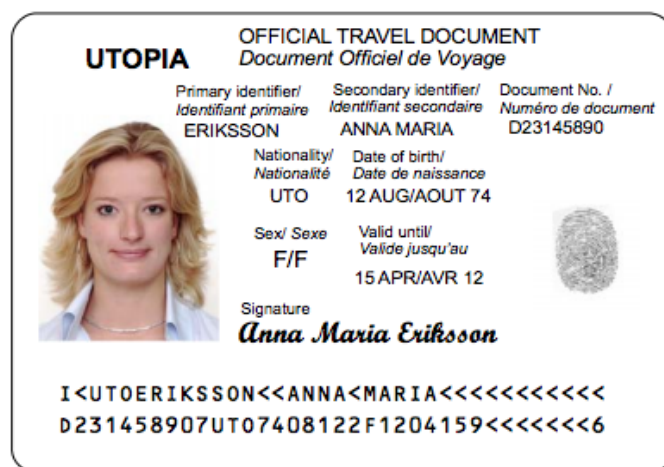 UTOPIA
OFFICIAL TRAVEL DOCUMENT
Document Officiel de Voyage
Primary identifier/ Secondary identifier/ Document No. /
Identifiant primaire Identifiant secondaire Numéro de document
ERIKSSON ANNA MARIA D23145890
Nationality/ Date of birth/
Nationalité Date de naissance
UTO 12 AUG/AOUT 74
Sex/ Sexe Valid until/
Valide jusqu'au
F/F
15 APR/AVR 12
Signature
Anna Maria Eriksson
I<UTOERIKSSON<<ANNA<MARIA<<<<<<<<<<<
D231458907UTO7408122F1204159<<<<<<<6